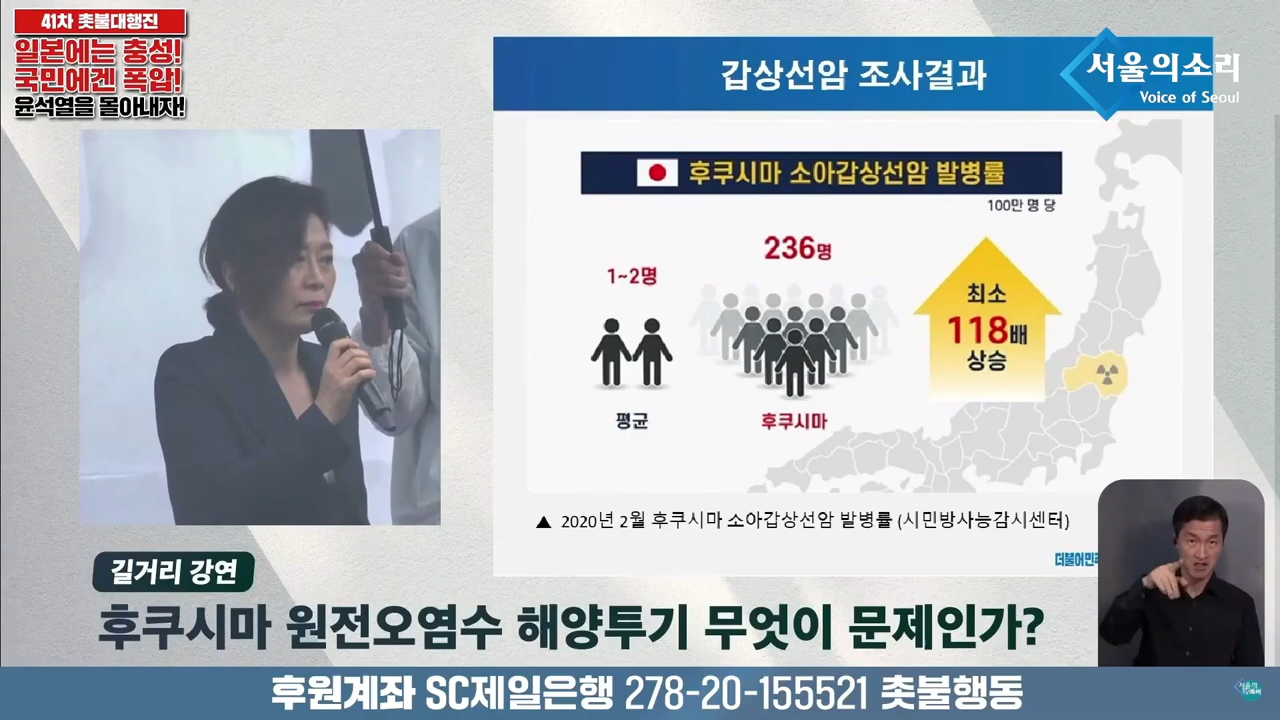 41차 촛불대행진
일본에는 충성!
국민에겐 폭압!
윤석열을 몰아내자!
갑상선암 조사결과
서울의소리
Voice of Seoul
후쿠시마 소아갑상선암 발병률
100만 명 당
1~2명
236명
최소
118배
상승
평균
후쿠시마
▲ 2020년 2월 후쿠시마 소아갑상선암 발병률 (시민방사능감시센터)
더불어민주
길거리 강연
후쿠시마 원전오염수 해양투기 무엇이 문제인가?
후원계좌 SC제일은행 278-20-155521 촛불행동